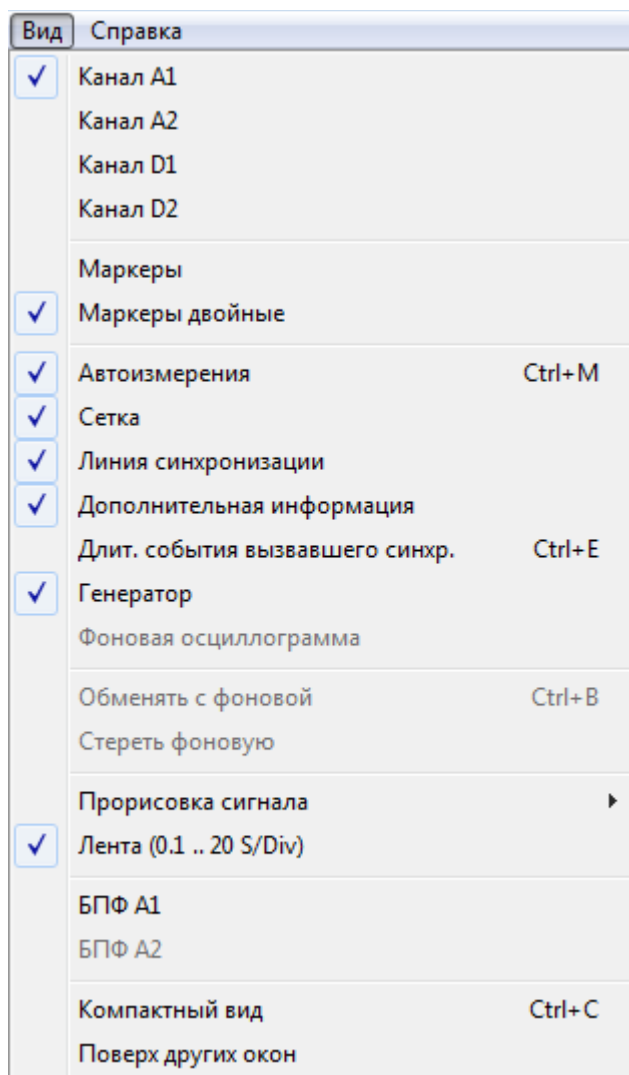 Вид Справка
Канал A1
Канал A2
Канал D1
Канал D2
Маркеры
Маркеры двойные
Автоизмерения Ctrl+M
Сетка
Линия синхронизации
Дополнительная информация
Длит. события вызвавшего синхр. Ctrl+E
Генератор
Фоновая осциллограмма
Обменять с фоновой Ctrl+B
Стереть фоновую
Прорисовка сигнала
Лента (0.1 .. 20 S/Div)
БПФ A1
БПФ A2
Компактный вид Ctrl+C
Поверх других окон